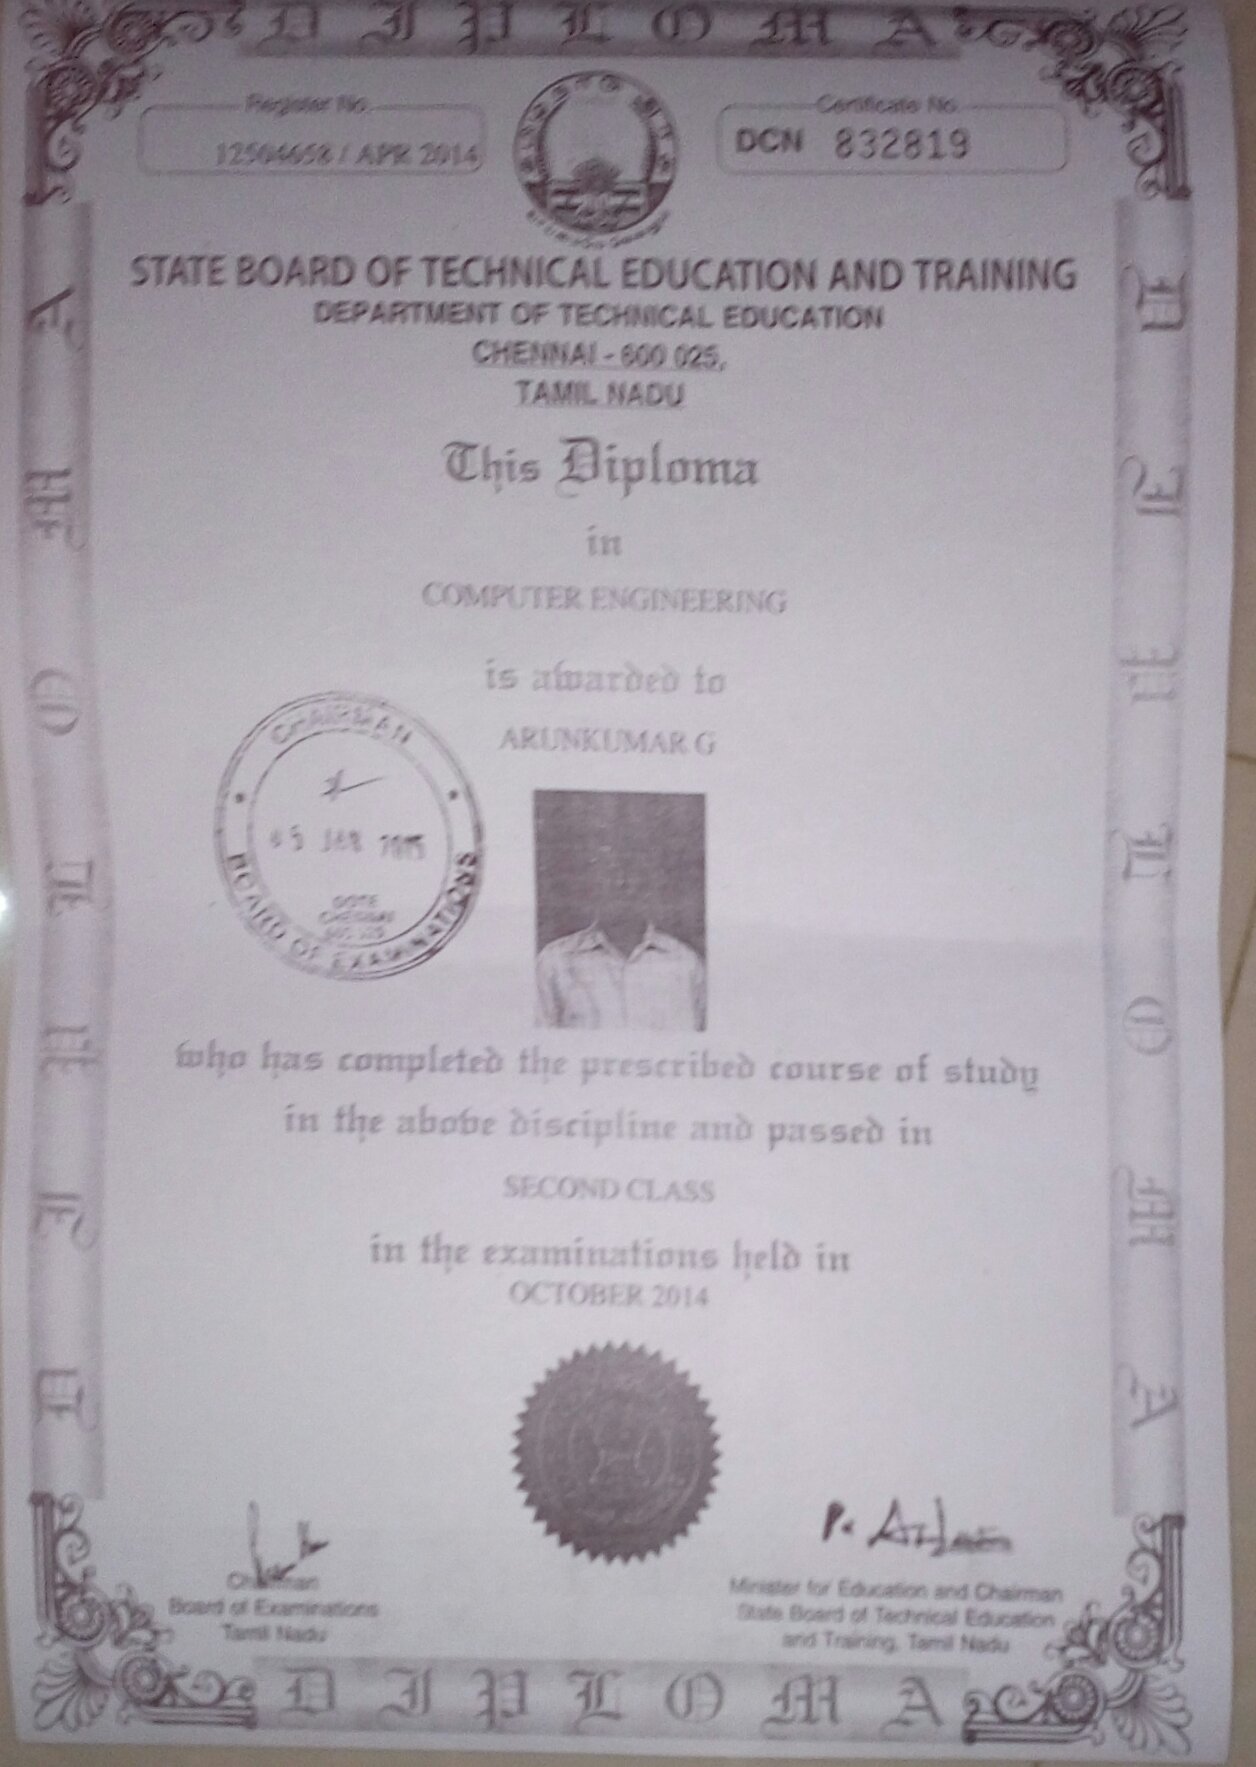 DIPLOMA
Register No.
12504658 / APR 2014
Certificate No.
DCN 832819
STATE BOARD OF TECHNICAL EDUCATION AND TRAINING
DEPARTMENT OF TECHNICAL EDUCATION
CHENNAI - 600 025,
TAMIL NADU
This Diploma
in
COMPUTER ENGINEERING
is awarded to
ARUNKUMAR G
CHAIRMAN
DOTE
CHENNAI
600 025
BOARD OF EXAMINATIONS
who has completed the prescribed course of study
in the above discipline and passed in
SECOND CLASS
in the examinations held in
OCTOBER 2014
Chairman
Board of Examinations
Tamil Nadu
Minister for Education and Chairman
State Board of Technical Education
and Training, Tamil Nadu
DIPLOMA
DIPLOMA